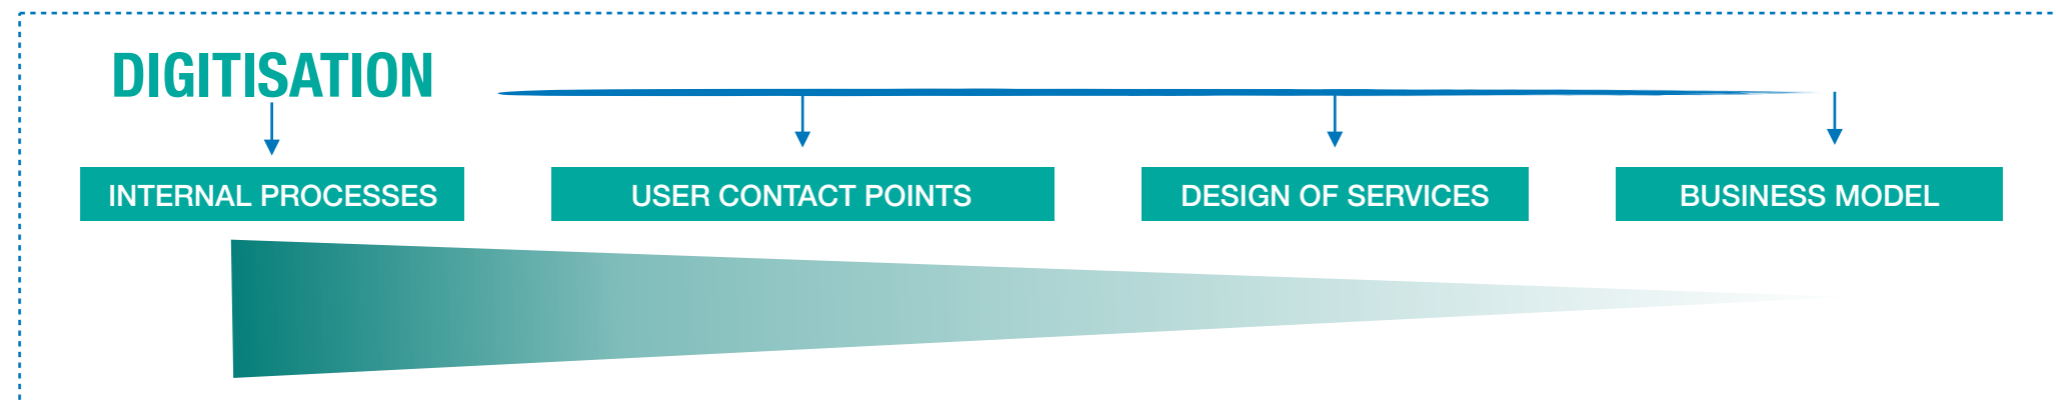 DIGITISATION
INTERNAL PROCESSES
USER CONTACT POINTS
DESIGN OF SERVICES
BUSINESS MODEL